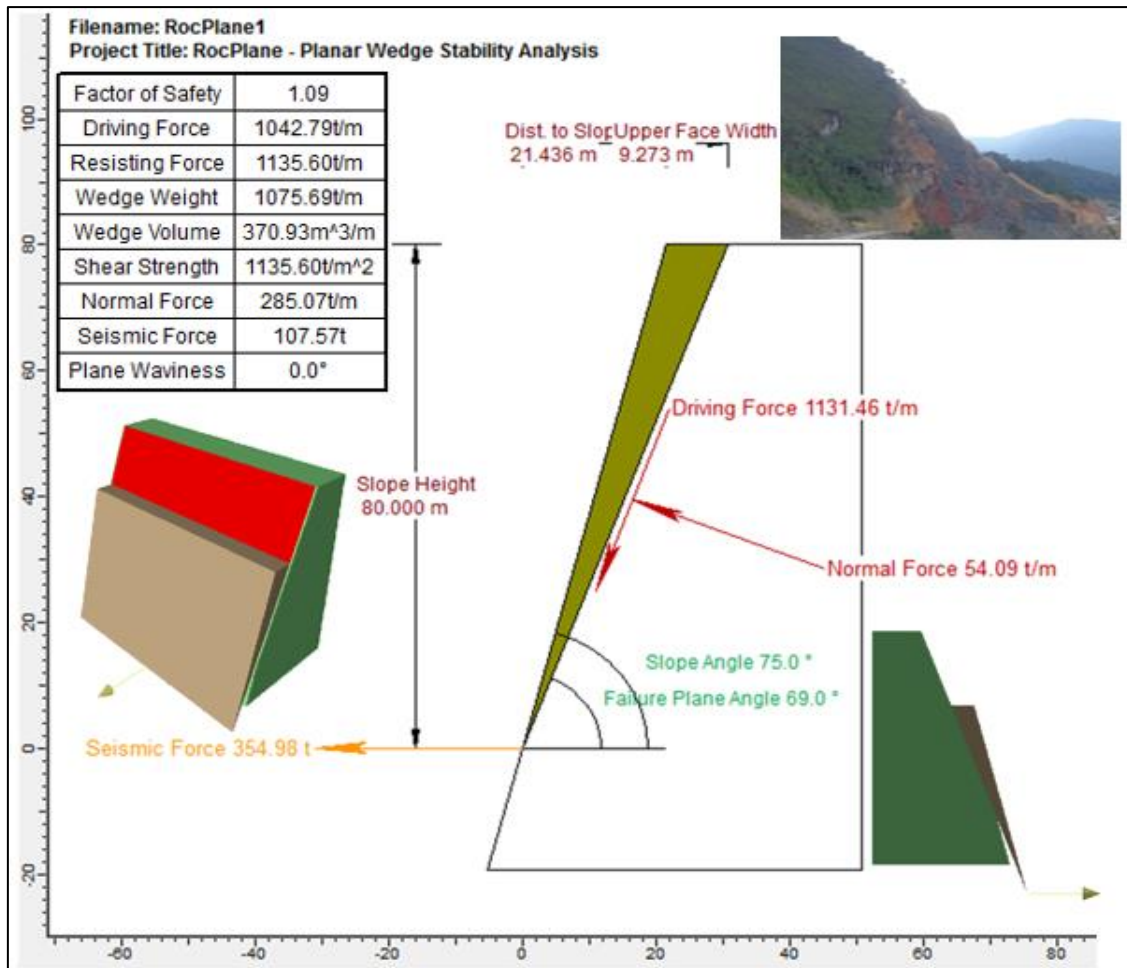 Filename: RocPlane1
Project Title: RocPlane - Planar Wedge Stability Analysis
Factor of Safety 1.09
Driving Force 1042.79t/m
Resisting Force 1135.60t/m
Wedge Weight 1075.69t/m
Wedge Volume 370.93m^3/m
Shear Strength 1135.60t/m^2
Normal Force 285.07t/m
Seismic Force 107.57t
Plane Waviness 0.0°
Dist. to Slop Upper Face Width
21.436 m 9.273 m
Driving Force 1131.46 t/m
Slope Height
80.000 m
Normal Force 54.09 t/m
Slope Angle 75.0 °
Failure Plane Angle 69.0 °
Seismic Force 354.98 t
100
80
60
40
20
0
-20
-60 -40 -20 0 20 40 60 80